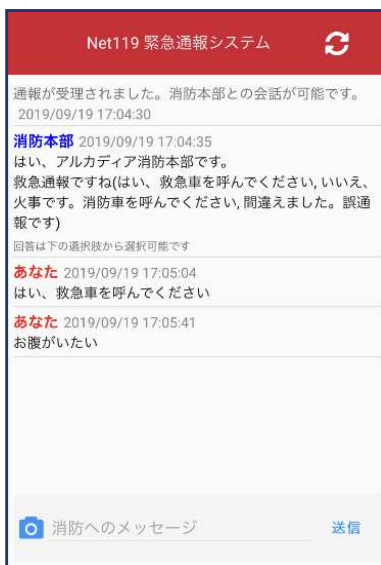 Net119 緊急通報システム
通報が受理されました。消防本部との会話が可能です。
2019/09/19 17:04:30
消防本部 2019/09/19 17:04:35
はい、アルカディア消防本部です。
救急通報ですね(はい、救急車を呼んでください, いいえ、
火事です。消防車を呼んでください, 間違えました。誤通
報です)
回答は下の選択肢から選択可能です
あなた 2019/09/19 17:05:04
はい、救急車を呼んでください
あなた 2019/09/19 17:05:41
お腹がいたい
消防へのメッセージ
送信